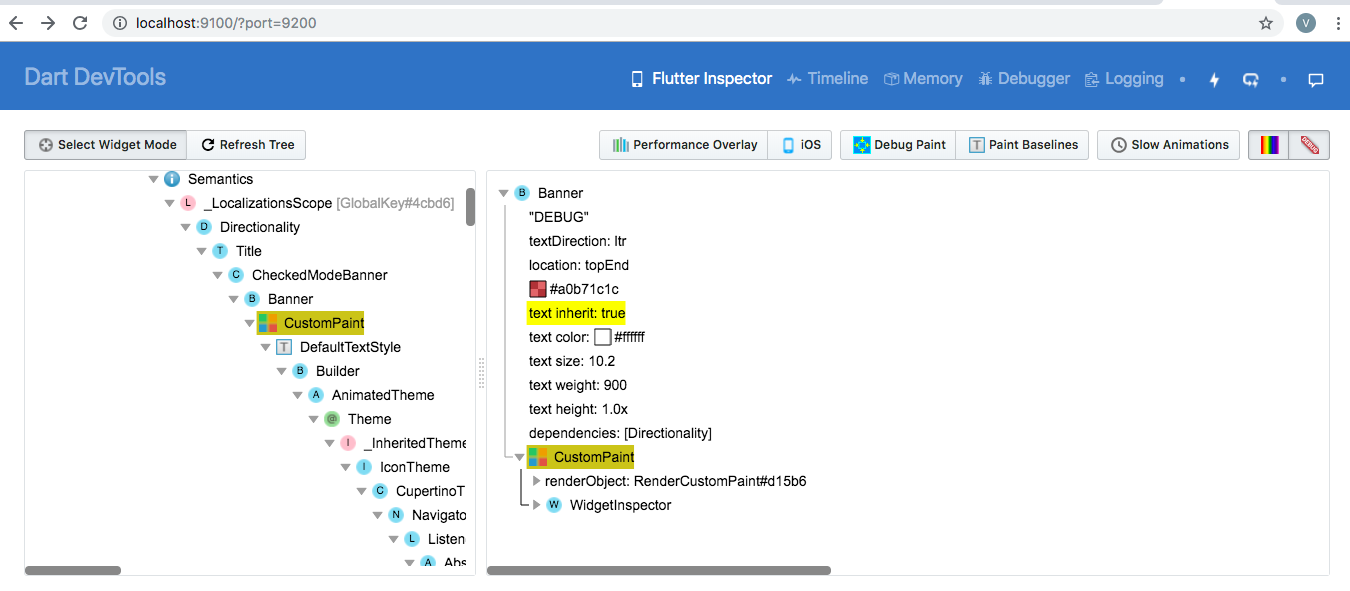 localhost:9100/?port=9200
V
Dart DevTools
Flutter Inspector
Timeline
Memory
Debugger
Logging
Select Widget Mode
Refresh Tree
Performance Overlay
iOS
Debug Paint
T Paint Baselines
Slow Animations
i Semantics
L _LocalizationsScope [GlobalKey#4cbd6]
D Directionality
T Title
C CheckedModeBanner
B Banner
CustomPaint
T DefaultTextStyle
B Builder
A AnimatedTheme
@ Theme
I _InheritedTheme
I IconTheme
C CupertinoT
N Navigato
L Listen
A Abs
B Banner
"DEBUG"
textDirection: ltr
location: topEnd
#a0b71c1c
text inherit: true
text color: #ffffff
text size: 10.2
text weight: 900
text height: 1.0x
dependencies: [Directionality]
CustomPaint
renderObject: RenderCustomPaint#d15b6
W WidgetInspector